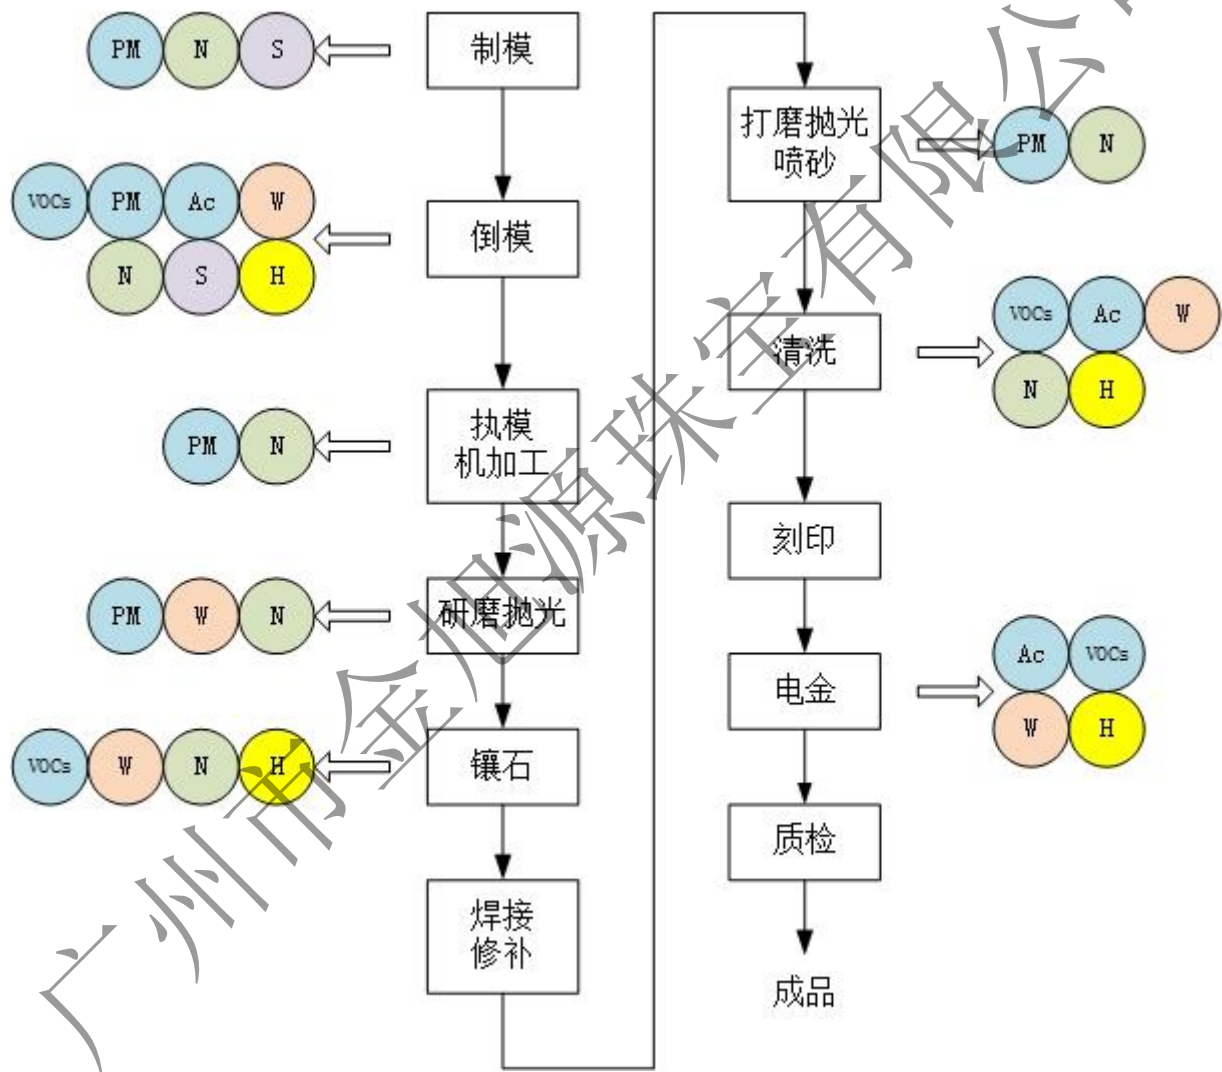 PM N S
制模
VOCs PM Ac W
N S H
倒模
PM N
执模
机加工
PM W N
研磨抛光
VOCs W N H
镶石
焊接
修补
打磨抛光
喷砂
PM N
清洗
VOCs Ac W
N H
刻印
电金
Ac VOCs
W H
质检
成品
广州市金旭源珠宝有限公